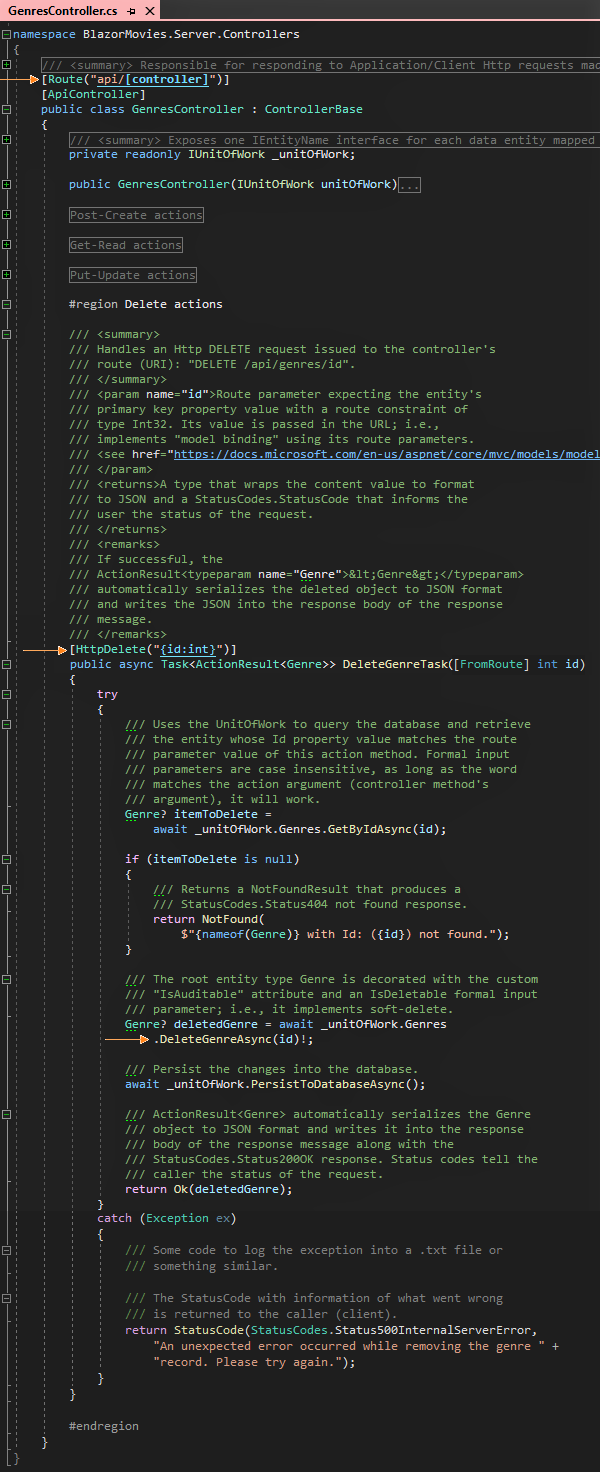 GenresController.cs
namespace BlazorMovies.Server.Controllers
{
/// <summary> Responsible for responding to Application/Client Http requests mad
[Route("api/[controller]")]
[ApiController]
public class GenresController : ControllerBase
{
/// <summary> Exposes one IEntityName interface for each data entity mapped
private readonly IUnitOfWork _unitOfWork;
public GenresController(IUnitOfWork unitOfWork)...
Post-Create actions
Get-Read actions
Put-Update actions
#region Delete actions
/// <summary>
/// Handles an Http DELETE request issued to the controller's
/// route (URI): "DELETE /api/genres/id".
/// </summary>
/// <param name="id">Route parameter expecting the entity's
/// primary key property value with a route constraint of
/// type Int32. Its value is passed in the URL; i.e.,
/// implements "model binding" using its route parameters.
/// <see href="https://docs.microsoft.com/en-us/aspnet/core/mvc/models/model
/// </param>
/// <returns>A type that wraps the content value to format
/// to JSON and a StatusCodes.StatusCode that informs the
/// user the status of the request.
/// </returns>
/// <remarks>
/// If successful, the
/// ActionResult<typeparam name="Genre">&lt;Genre&gt;</typeparam>
/// automatically serializes the deleted object to JSON format
/// and writes the JSON into the response body of the response
/// message.
/// </remarks>
[HttpDelete("{id:int}")]
public async Task<ActionResult<Genre>> DeleteGenreTask([FromRoute] int id)
{
try
{
/// Uses the UnitOfWork to query the database and retrieve
/// the entity whose Id property value matches the route
/// parameter value of this action method. Formal input
/// parameters are case insensitive, as long as the word
/// matches the action argument (controller method's
/// argument), it will work.
Genre? itemToDelete =
await _unitOfWork.Genres.GetByIdAsync(id);
if (itemToDelete is null)
{
/// Returns a NotFoundResult that produces a
/// StatusCodes.Status404 not found response.
return NotFound(
$"{nameof(Genre)} with Id: ({id}) not found.");
}
/// The root entity type Genre is decorated with the custom
/// "IsAuditable" attribute and an IsDeletable formal input
/// parameter; i.e., it implements soft-delete.
Genre? deletedGenre = await _unitOfWork.Genres
.DeleteGenreAsync(id)!;
/// Persist the changes into the database.
await _unitOfWork.PersistToDatabaseAsync();
/// ActionResult<Genre> automatically serializes the Genre
/// object to JSON format and writes it into the response
/// body of the response message along with the
/// StatusCodes.Status200OK response. Status codes tell the
/// caller the status of the request.
return Ok(deletedGenre);
}
catch (Exception ex)
{
/// Some code to log the exception into a .txt file or
/// something similar.
/// The StatusCode with information of what went wrong
/// is returned to the caller (client).
return StatusCode(StatusCodes.Status500InternalServerError,
"An unexpected error occurred while removing the genre " +
"record. Please try again.");
}
}
#endregion
}
}